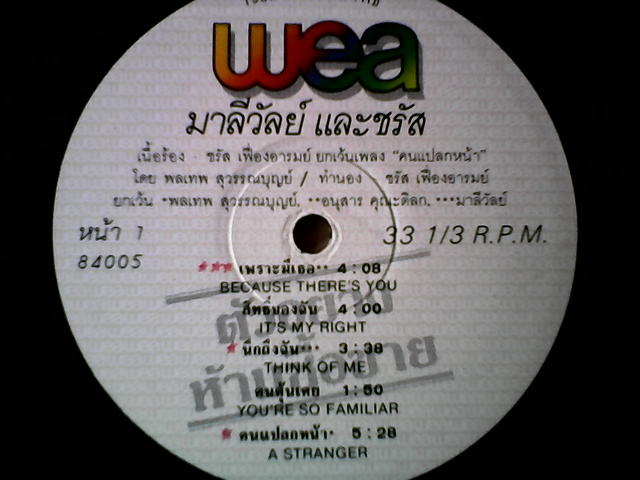 wea
มาลีวัลย์ และชรัส
เนื้อร้อง · ชรัส เฟื่องอารมย์ ยกเว้นเพลง "คนแปลกหน้า"
โดย พลเทพ สุวรรณบุญย์ / ทำนอง ชรัส เฟื่องอารมย์
ยกเว้น *พลเทพ สุวรรณบุญย์, **อนุสาร คุณะดิลก, ***มาลีวัลย์
หน้า 1
33 1/3 R.P.M.
84005
★★★ เพราะมีเธอ** 4:08
BECAUSE THERE'S YOU
สิทธิ์ของฉัน 4:00
IT'S MY RIGHT
★ นึกถึงฉัน*** 3:38
THINK OF ME
คนคุ้นเคย 1:50
YOU'RE SO FAMILIAR
★ คนแปลกหน้า* 5:28
A STRANGER
ตัวอย่าง
ห้ามซื้อขาย